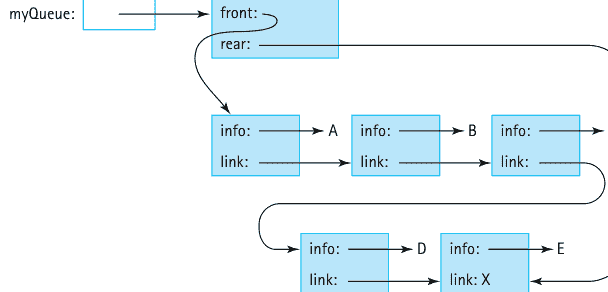 myQueue:
front:
rear:
info: A info: B info:
link: link: link:
info: D info: E
link: link: X